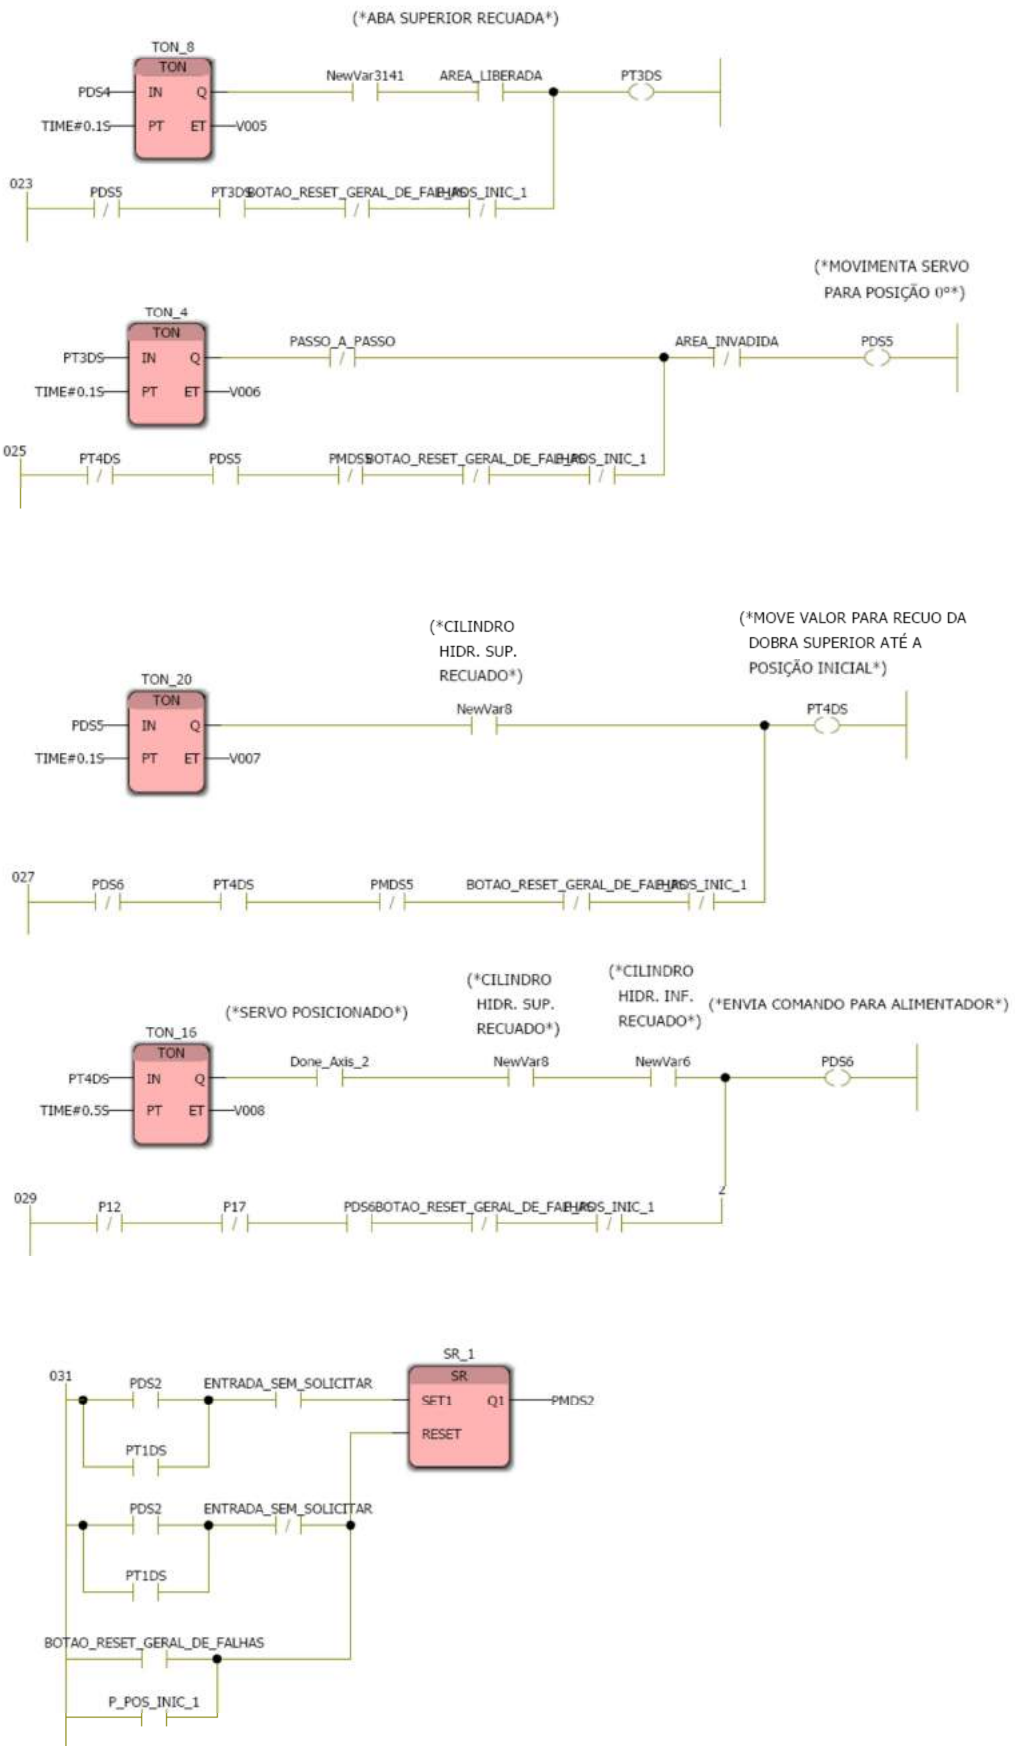 (*ABA SUPERIOR RECUADA*)
TON_8
TON
NewVar3141 AREA_LIBERADA PT3DS
PDS4 IN Q
TIME#0.1S PT ET V005
023
PDS5 PT3DS BOTAO_RESET_GERAL_DE_FALHAS P_POS_INIC_1
(*MOVIMENTA SERVO
PARA POSIÇÃO 0º*)
TON_4
TON
PASSO_A_PASSO AREA_INVADIDA PDS5
PT3DS IN Q
TIME#0.1S PT ET V006
025
PT4DS PDS5 PMDS5 BOTAO_RESET_GERAL_DE_FALHAS P_POS_INIC_1
(*CILINDRO
HIDR. SUP.
RECUADO*)
(*MOVE VALOR PARA RECUO DA
DOBRA SUPERIOR ATÉ A
POSIÇÃO INICIAL*)
TON_20
TON
NewVar8 PT4DS
PDS5 IN Q
TIME#0.1S PT ET V007
027
PDS6 PT4DS PMDS5 BOTAO_RESET_GERAL_DE_FALHAS P_POS_INIC_1
(*SERVO POSICIONADO*)
(*CILINDRO
HIDR. SUP.
RECUADO*)
(*CILINDRO
HIDR. INF.
RECUADO*)
(*ENVIA COMANDO PARA ALIMENTADOR*)
TON_16
TON
Done_Axis_2 NewVar8 NewVar6 PDS6
PT4DS IN Q
TIME#0.5S PT ET V008
029
P12 P17 PDS6 BOTAO_RESET_GERAL_DE_FALHAS P_POS_INIC_1
2
031
SR_1
SR
PDS2 ENTRADA_SEM_SOLICITAR
SET1 Q1 PMDS2
RESET
PT1DS
PDS2 ENTRADA_SEM_SOLICITAR
PT1DS
BOTAO_RESET_GERAL_DE_FALHAS
P_POS_INIC_1